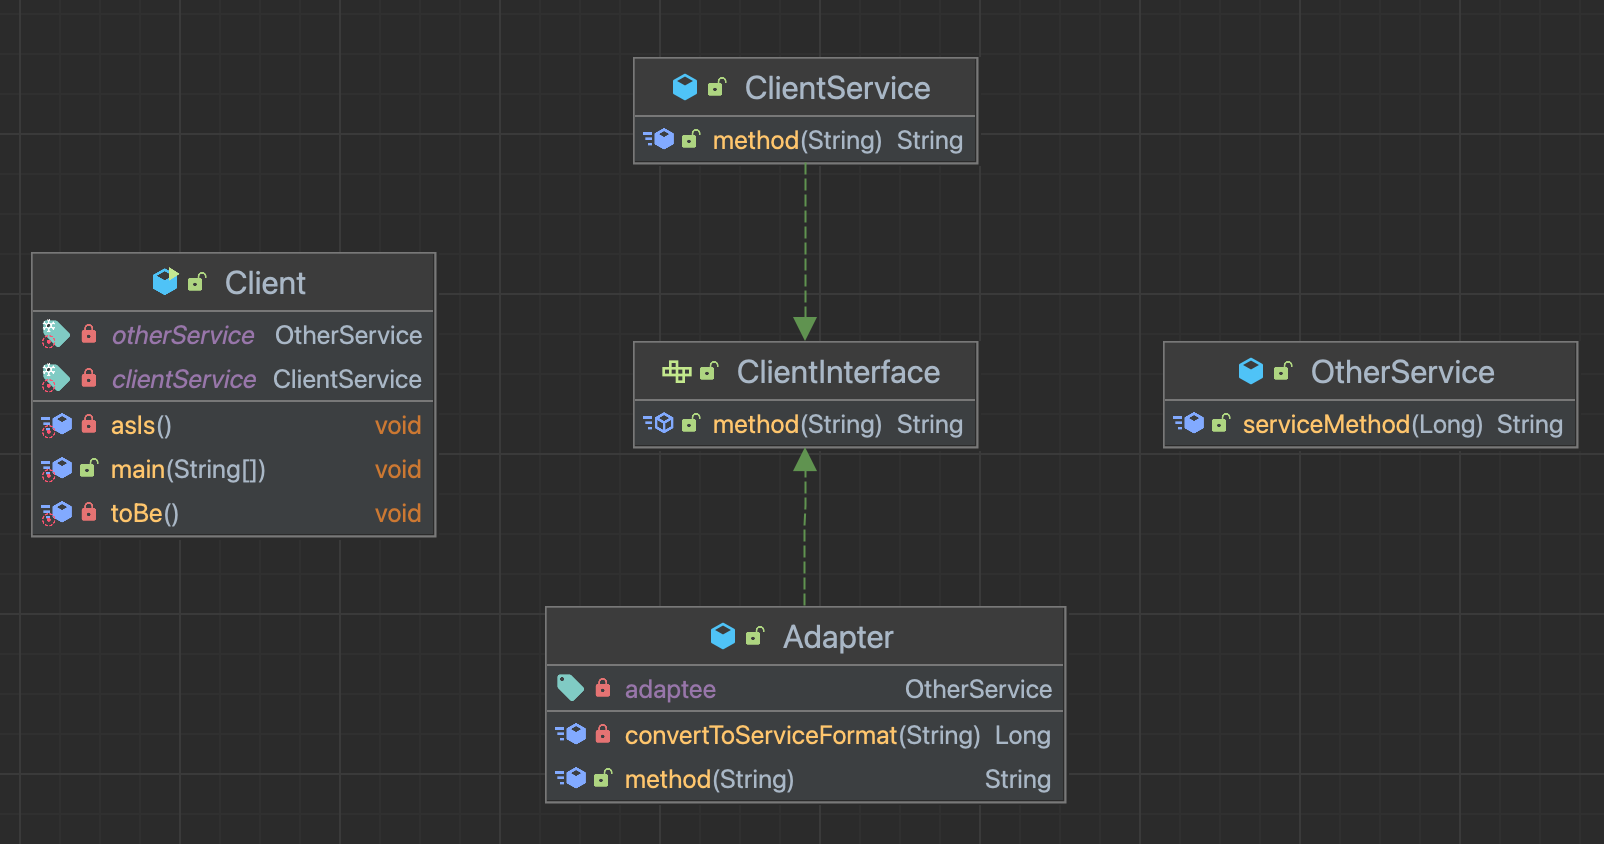 ClientService
method(String) String
Client
otherService OtherService
clientService ClientService
asIs() void
main(String[]) void
toBe() void
ClientInterface
method(String) String
OtherService
serviceMethod(Long) String
Adapter
adaptee OtherService
convertToServiceFormat(String) Long
method(String) String